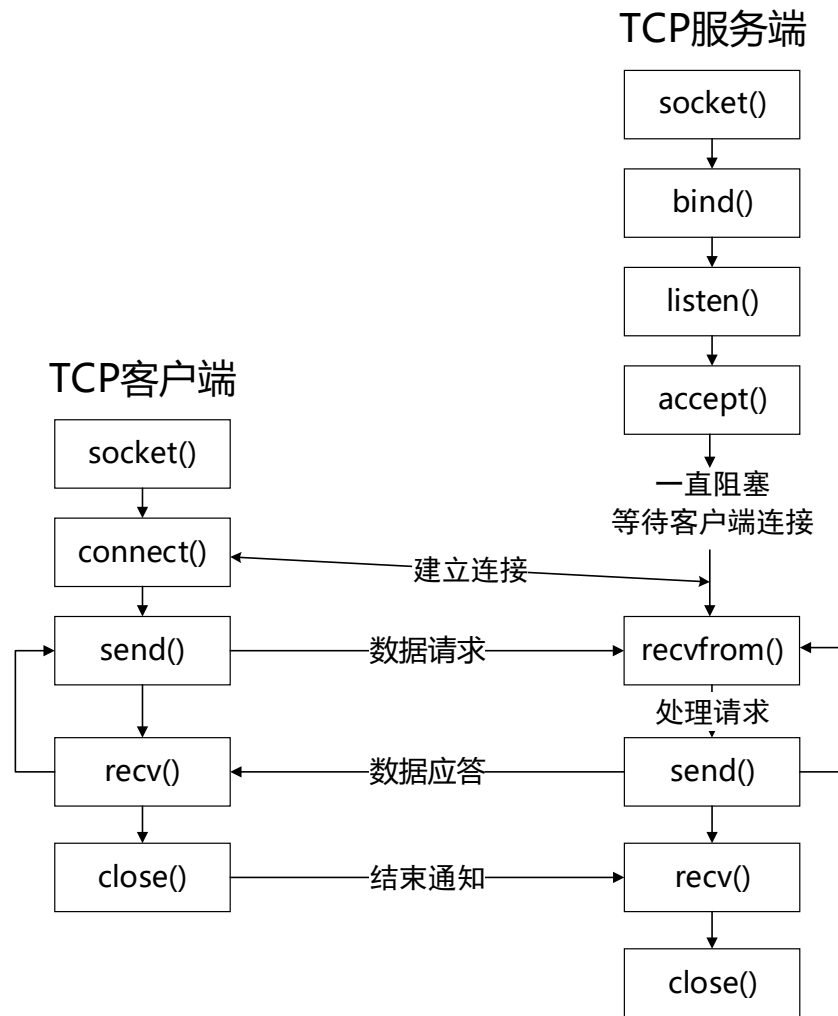 TCP服务端
socket()
bind()
listen()
accept()
一直阻塞
等待客户端连接
TCP客户端
socket()
connect()
建立连接
send()
数据请求
recvfrom()
处理请求
recv()
数据应答
send()
close()
结束通知
recv()
close()